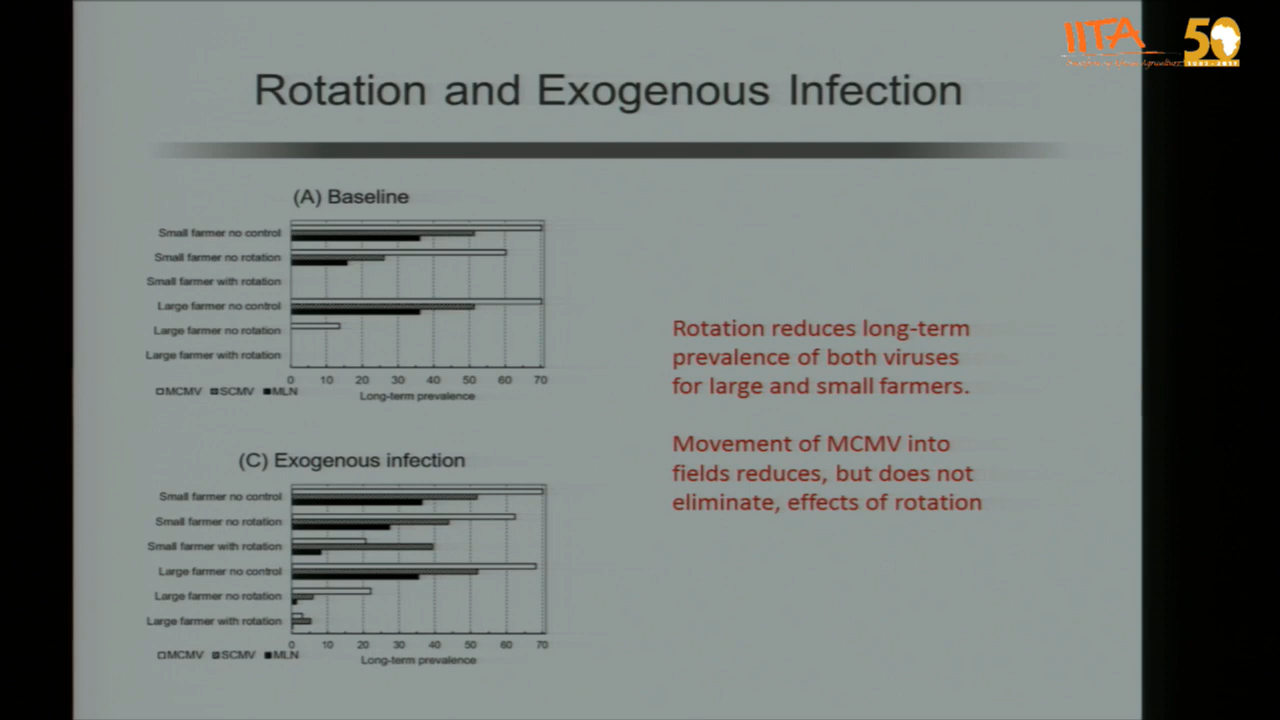 IITA
50
Rotation and Exogenous Infection
(A) Baseline
Small farmer no control
Small farmer no rotation
Small farmer with rotation
Large farmer no control
Large farmer no rotation
Large farmer with rotation
0 10 20 30 40 50 60 70
MCMV SCMV MLN
Long-term prevalence
Rotation reduces long-term
prevalence of both viruses
for large and small farmers.
Movement of MCMV into
fields reduces, but does not
eliminate, effects of rotation
(C) Exogenous infection
Small farmer no control
Small farmer no rotation
Small farmer with rotation
Large farmer no control
Large farmer no rotation
Large farmer with rotation
0 10 20 30 40 50 60 70
MCMV SCMV MLN
Long-term prevalence